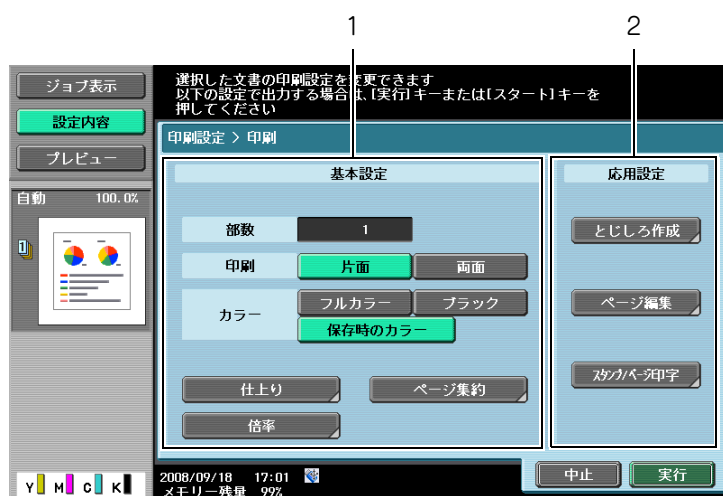 1
2
ジョブ表示
設定内容
プレビュー
自動 100.0%
1
選択した文書の印刷設定を変更できます
以下の設定で出力する場合は、[実行]キーまたは[スタート]キーを
押してください
印刷設定 > 印刷
基本設定
部数 1
印刷 片面 両面
カラー フルカラー ブラック
保存時のカラー
仕上り ページ集約
倍率
応用設定
とじしろ作成
ページ編集
スタンプ/ページ印字
中止 実行
Y M C K
2008/09/18 17:01
メモリー残量 99%